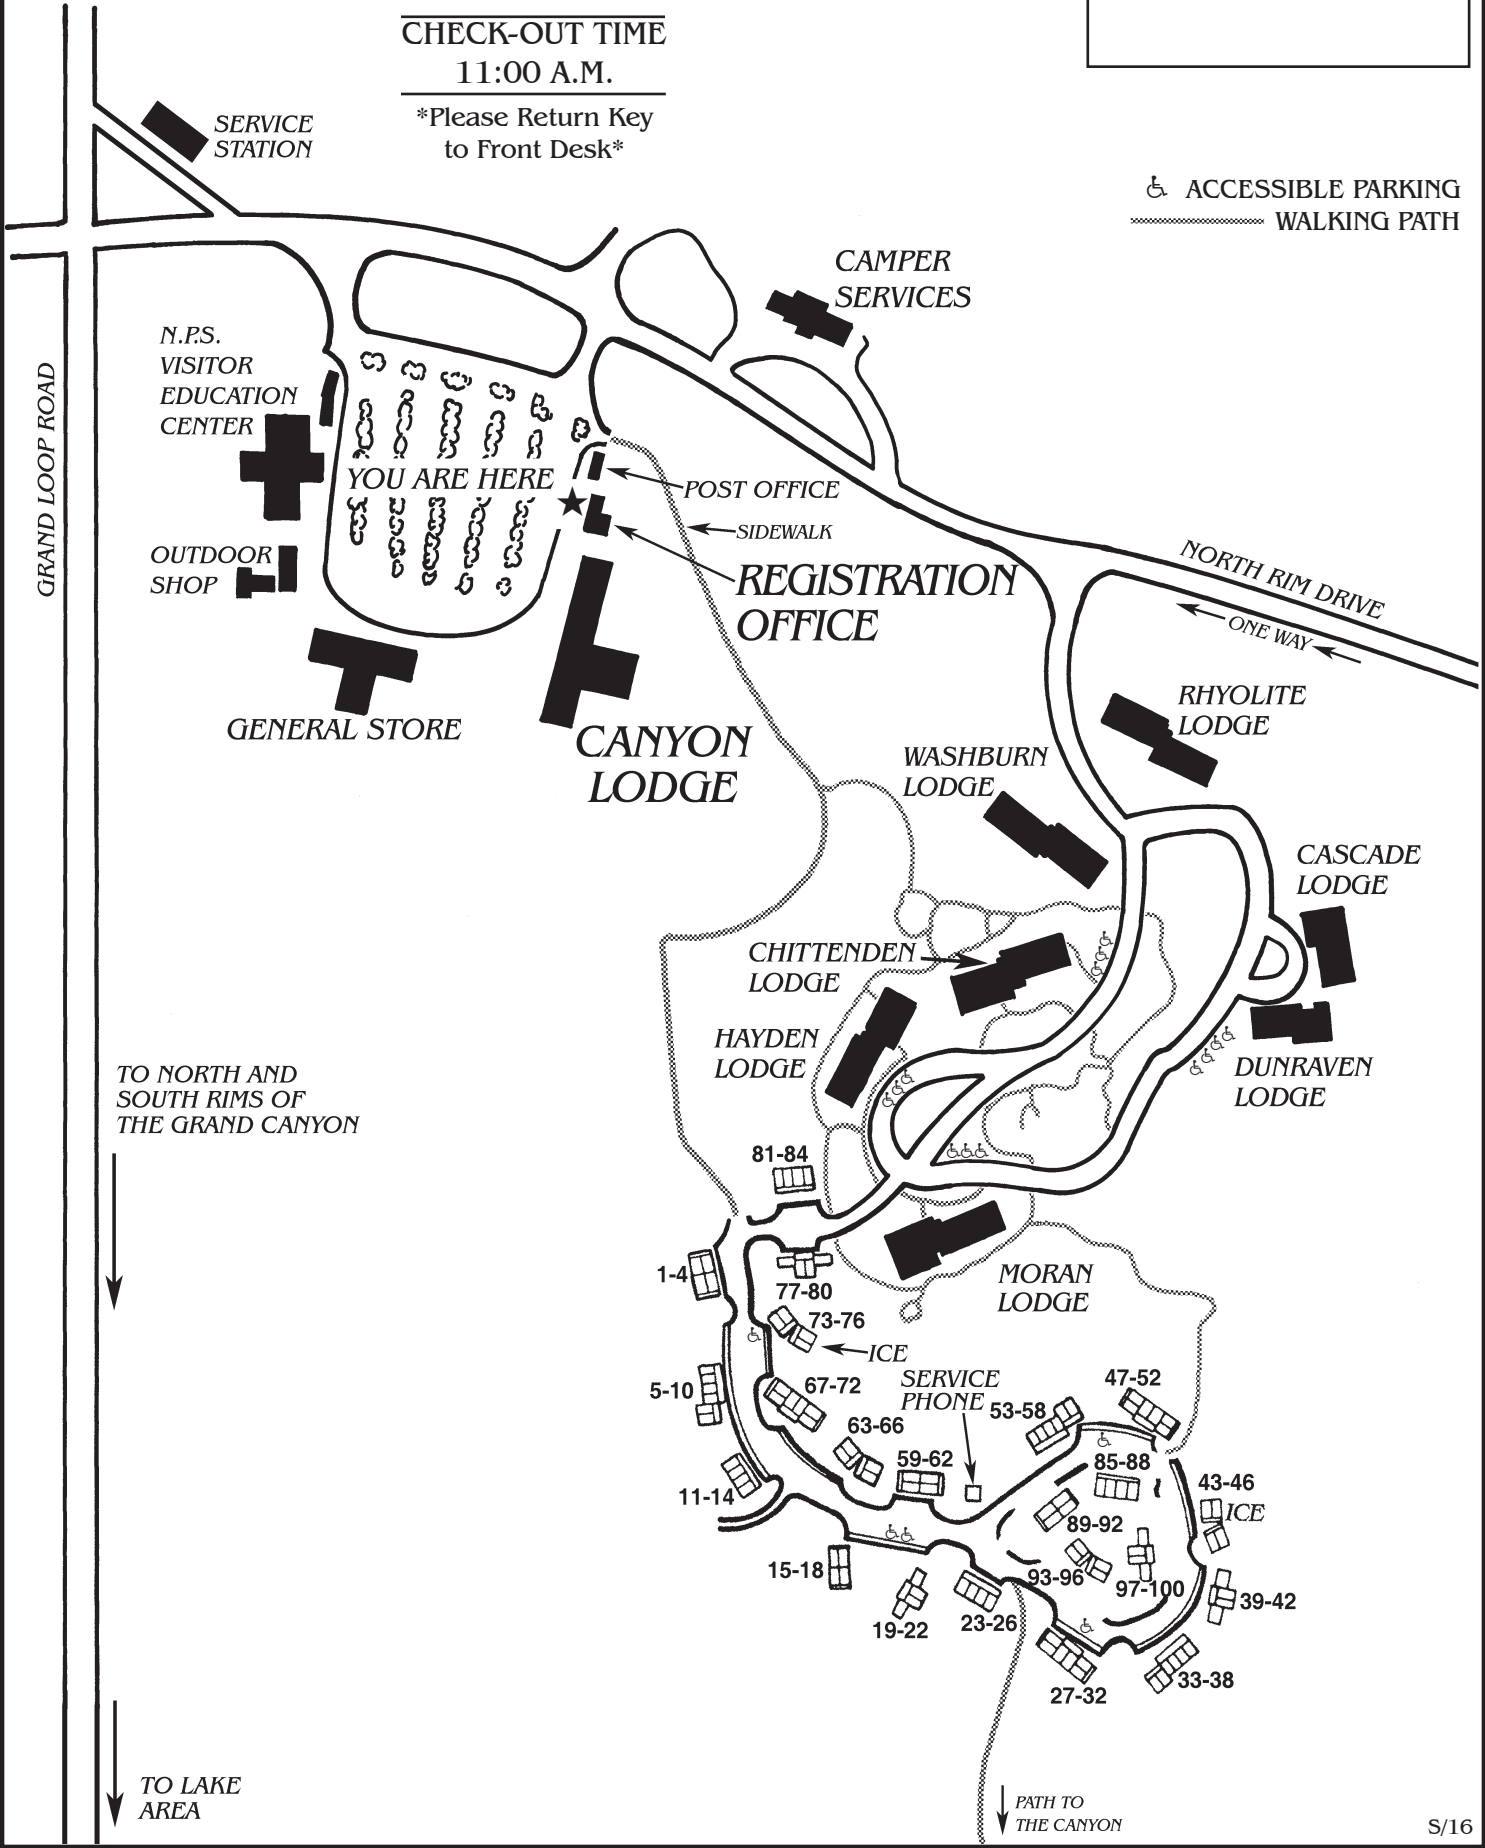 CHECK-OUT TIME
11:00 A.M.
*Please Return Key
to Front Desk*
SERVICE
STATION
ACCESSIBLE PARKING
WALKING PATH
CAMPER
SERVICES
N.P.S.
VISITOR
EDUCATION
CENTER
GRAND LOOP ROAD
YOU ARE HERE
POST OFFICE
SIDEWALK
OUTDOOR
SHOP
REGISTRATION
OFFICE
NORTH RIM DRIVE
ONE WAY
GENERAL STORE
CANYON
LODGE
RHYOLITE
LODGE
WASHBURN
LODGE
CASCADE
LODGE
CHITTENDEN
LODGE
HAYDEN
LODGE
DUNRAVEN
LODGE
TO NORTH AND
SOUTH RIMS OF
THE GRAND CANYON
81-84
1-4
77-80
MORAN
LODGE
73-76
ICE
5-10
67-72
SERVICE
PHONE
53-58
47-52
63-66
59-62
85-88
11-14
43-46
ICE
89-92
15-18
93-96
97-100
39-42
19-22
23-26
27-32
33-38
TO LAKE
AREA
PATH TO
THE CANYON
S/16